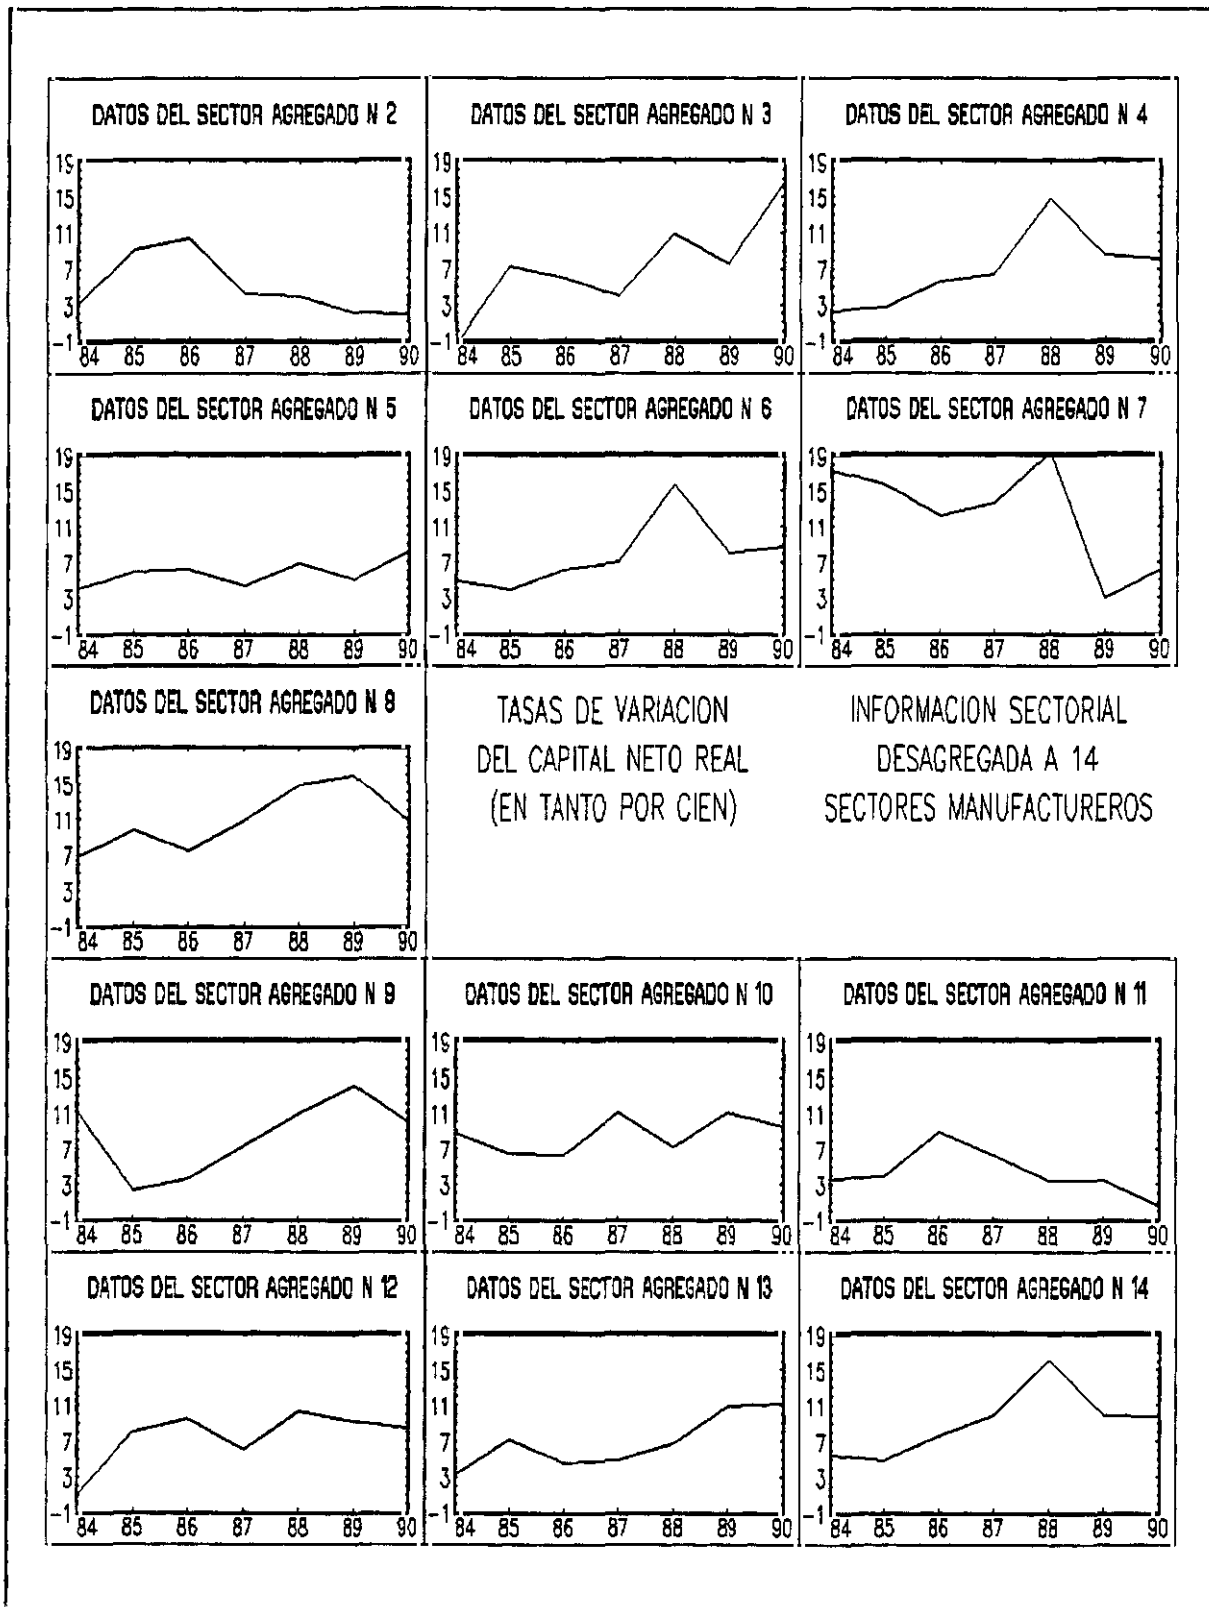 DATOS DEL SECTOR AGREGADO N 2
19
15
11
7
3
-1
84 85 86 87 88 89 90
DATOS DEL SECTOR AGREGADO N 3
19
15
11
7
3
-1
84 85 86 87 88 89 90
DATOS DEL SECTOR AGREGADO N 4
19
15
11
7
3
-1
84 85 86 87 88 89 90
DATOS DEL SECTOR AGREGADO N 5
19
15
11
7
3
-1
84 85 86 87 88 89 90
DATOS DEL SECTOR AGREGADO N 6
19
15
11
7
3
-1
84 85 86 87 88 89 90
DATOS DEL SECTOR AGREGADO N 7
19
15
11
7
3
-1
84 85 86 87 88 89 90
DATOS DEL SECTOR AGREGADO N 8
19
15
11
7
3
-1
84 85 86 87 88 89 90
TASAS DE VARIACION
DEL CAPITAL NETO REAL
(EN TANTO POR CIEN)
INFORMACION SECTORIAL
DESAGREGADA A 14
SECTORES MANUFACTUREROS
DATOS DEL SECTOR AGREGADO N 9
19
15
11
7
3
-1
84 85 86 87 88 89 90
DATOS DEL SECTOR AGREGADO N 10
19
15
11
7
3
-1
84 85 86 87 88 89 90
DATOS DEL SECTOR AGREGADO N 11
19
15
11
7
3
-1
84 85 86 87 88 89 90
DATOS DEL SECTOR AGREGADO N 12
19
15
11
7
3
-1
84 85 86 87 88 89 90
DATOS DEL SECTOR AGREGADO N 13
19
15
11
7
3
-1
84 85 86 87 88 89 90
DATOS DEL SECTOR AGREGADO N 14
19
15
11
7
3
-1
84 85 86 87 88 89 90